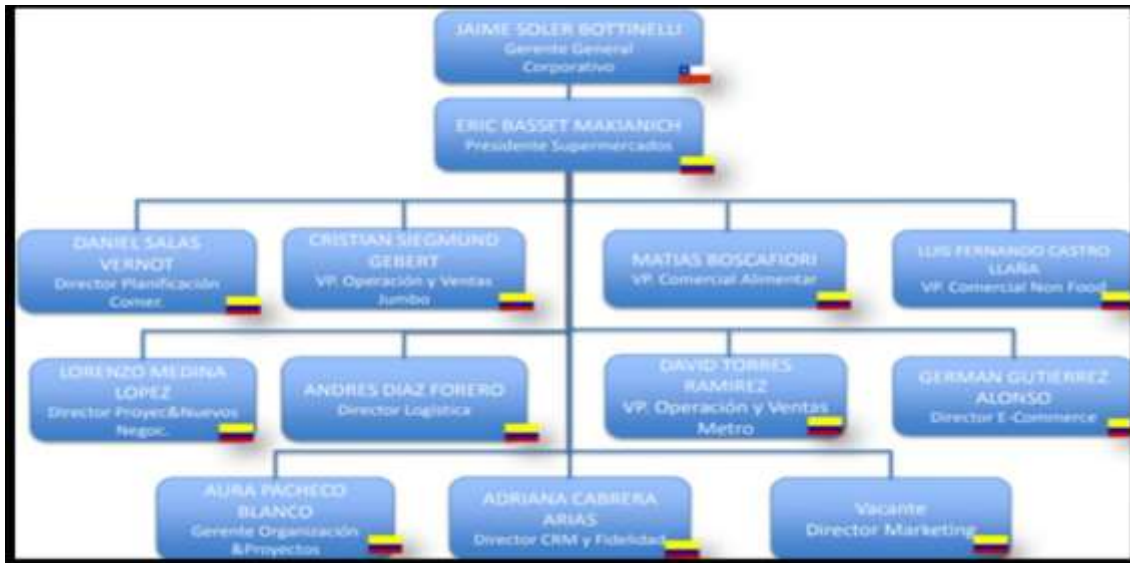 JAIME SOLER BOTTINELLI
Gerente General
Corporativo
ERIC BASSET MAKIANICH
Presidente Supermercados
DANIEL SALAS
VERNOT
Director Planificación
Comer.
CRISTIAN SIEGMUND
GEBERT
VP. Operación y Ventas
Jumbo
MATIAS BOSCAFIORI
VP. Comercial Alimentar
LUIS FERNANDO CASTRO
LLAÑA
VP. Comercial Non Food
LORENZO MEDINA
LOPEZ
Director Proyec&Nuevos
Negoc.
ANDRES DIAZ FORERO
Director Logística
DAVID TORRES
RAMIREZ
VP. Operación y Ventas
Metro
GERMAN GUTIERREZ
ALONSO
Director E-Commerce
AURA PACHECO
BLANCO
Gerente Organización
&Proyectos
ADRIANA CABRERA
ARIAS
Director CRM y Fidelidad
Vacante
Director Marketing